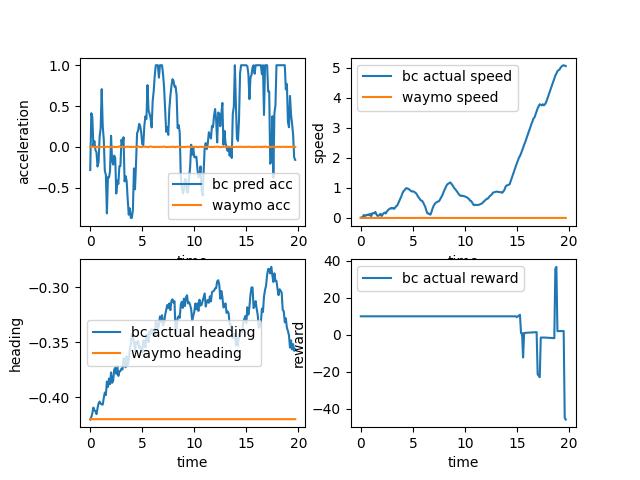 1.0
0.5
0.0
−0.5
acceleration
bc pred acc
waymo acc
0 5 10 15 20
time
5
4
3
2
1
0
speed
bc actual speed
waymo speed
0 5 10 15 20
time
−0.30
−0.35
−0.40
heading
bc actual heading
waymo heading
0 5 10 15 20
time
40
20
0
−20
−40
reward
bc actual reward
0 5 10 15 20
time